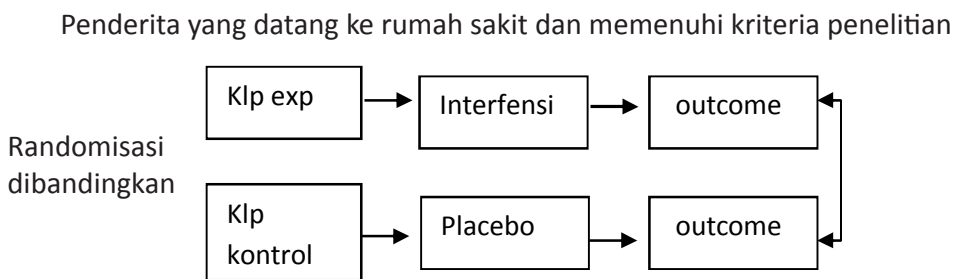 Penderita yang datang ke rumah sakit dan memenuhi kriteria penelitian
Klp exp
Interfensi
outcome
Randomisasi
dibandingkan
Klp
kontrol
Placebo
outcome